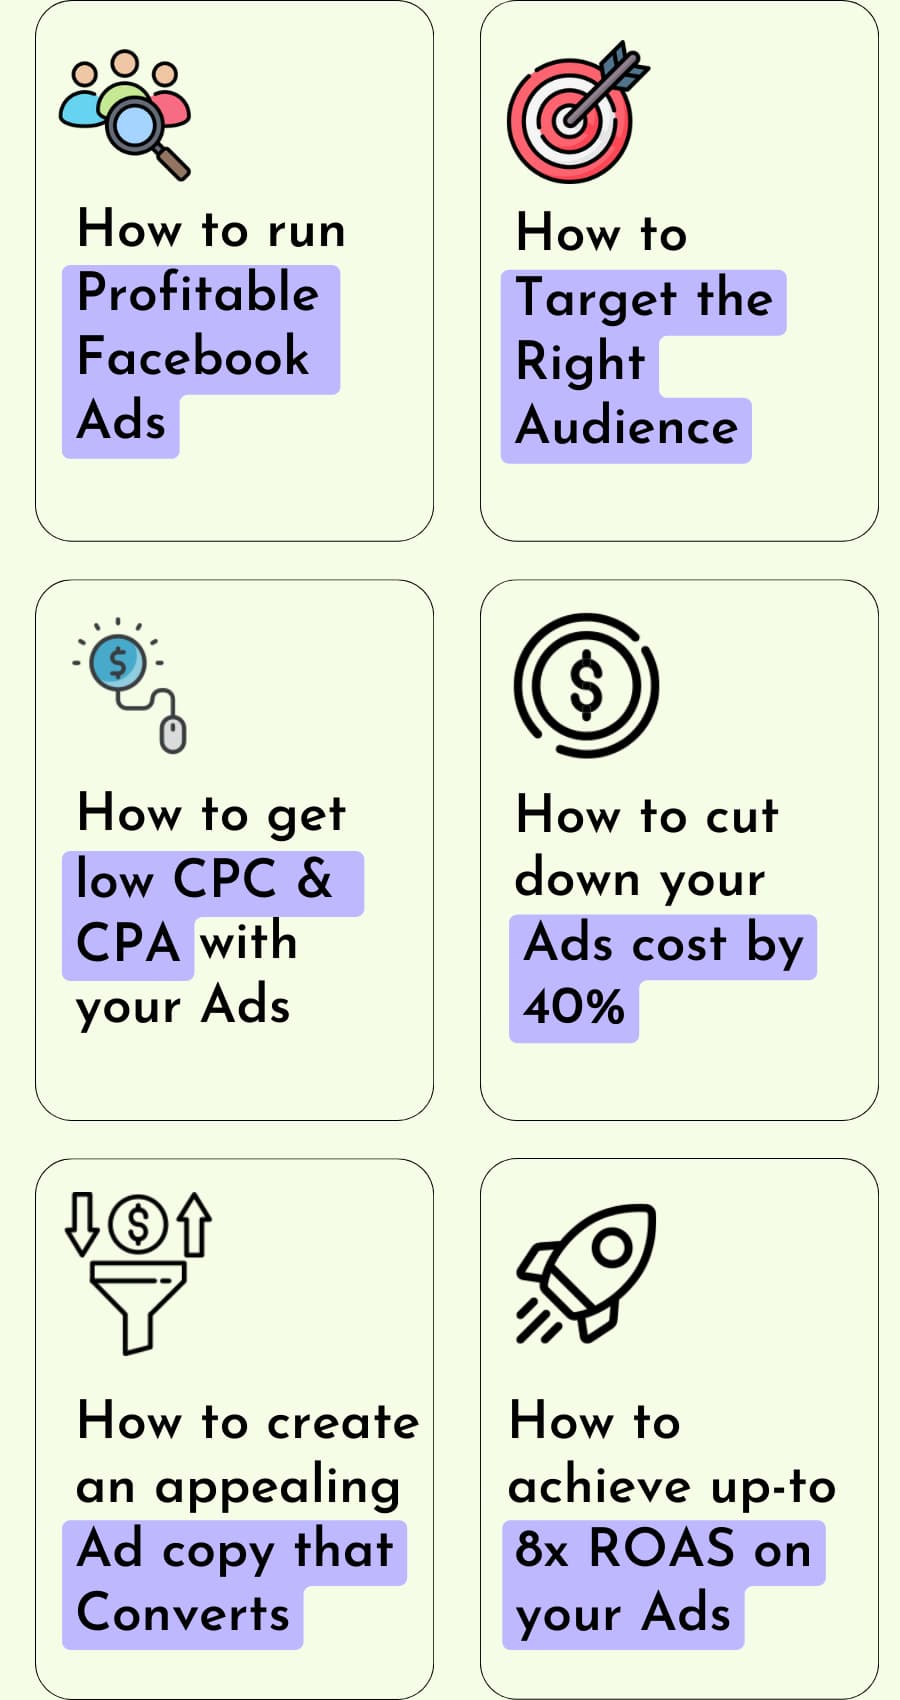 How to run
Profitable
Facebook
Ads
How to
Target the
Right
Audience
$
How to get
low CPC &
CPA with
your Ads
$
How to cut
down your
Ads cost by
40%
$
How to create
an appealing
Ad copy that
Converts
How to
achieve up-to
8x ROAS on
your Ads